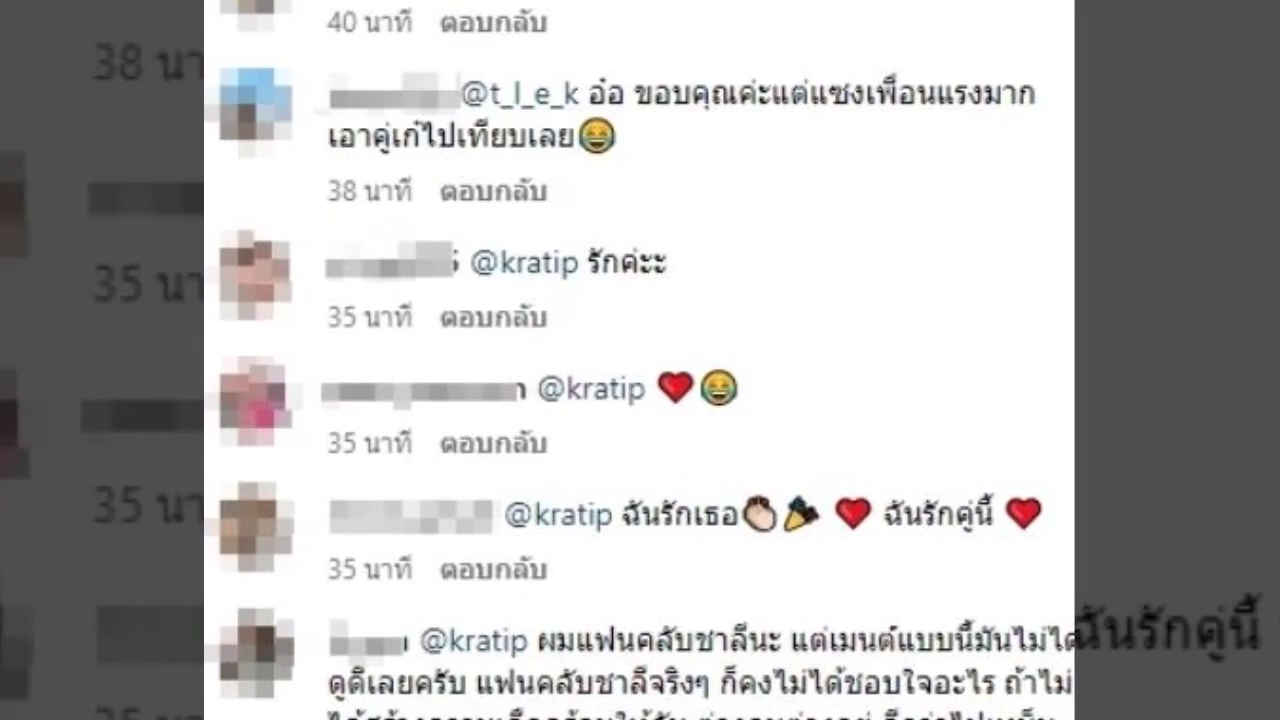 40 นาที ตอบกลับ
38 นา
@t_l_e_k อ๋อ ขอบคุณค่ะแต่แซงเพื่อนแรงมาก
เอาคู่เก๋ไปเทียบเลย😂
38 นาที ตอบกลับ
@kratip รักค่ะะ
35 นา
35 นาที ตอบกลับ
@kratip ❤️😂
35 นาที ตอบกลับ
@kratip ฉันรักเธอ ❤️ ฉันรักคู่นี้ ❤️
35 นา
35 นาที ตอบกลับ
@kratip ผมแฟนคลับชาลีนะ แต่เมนต์แบบนี้มันไม่ได้
ฉันรักคู่นี้
ดูดีเลยครับ แฟนคลับชาลีจริงๆ ก็คงไม่ได้ชอบใจอะไร ถ้าไม่